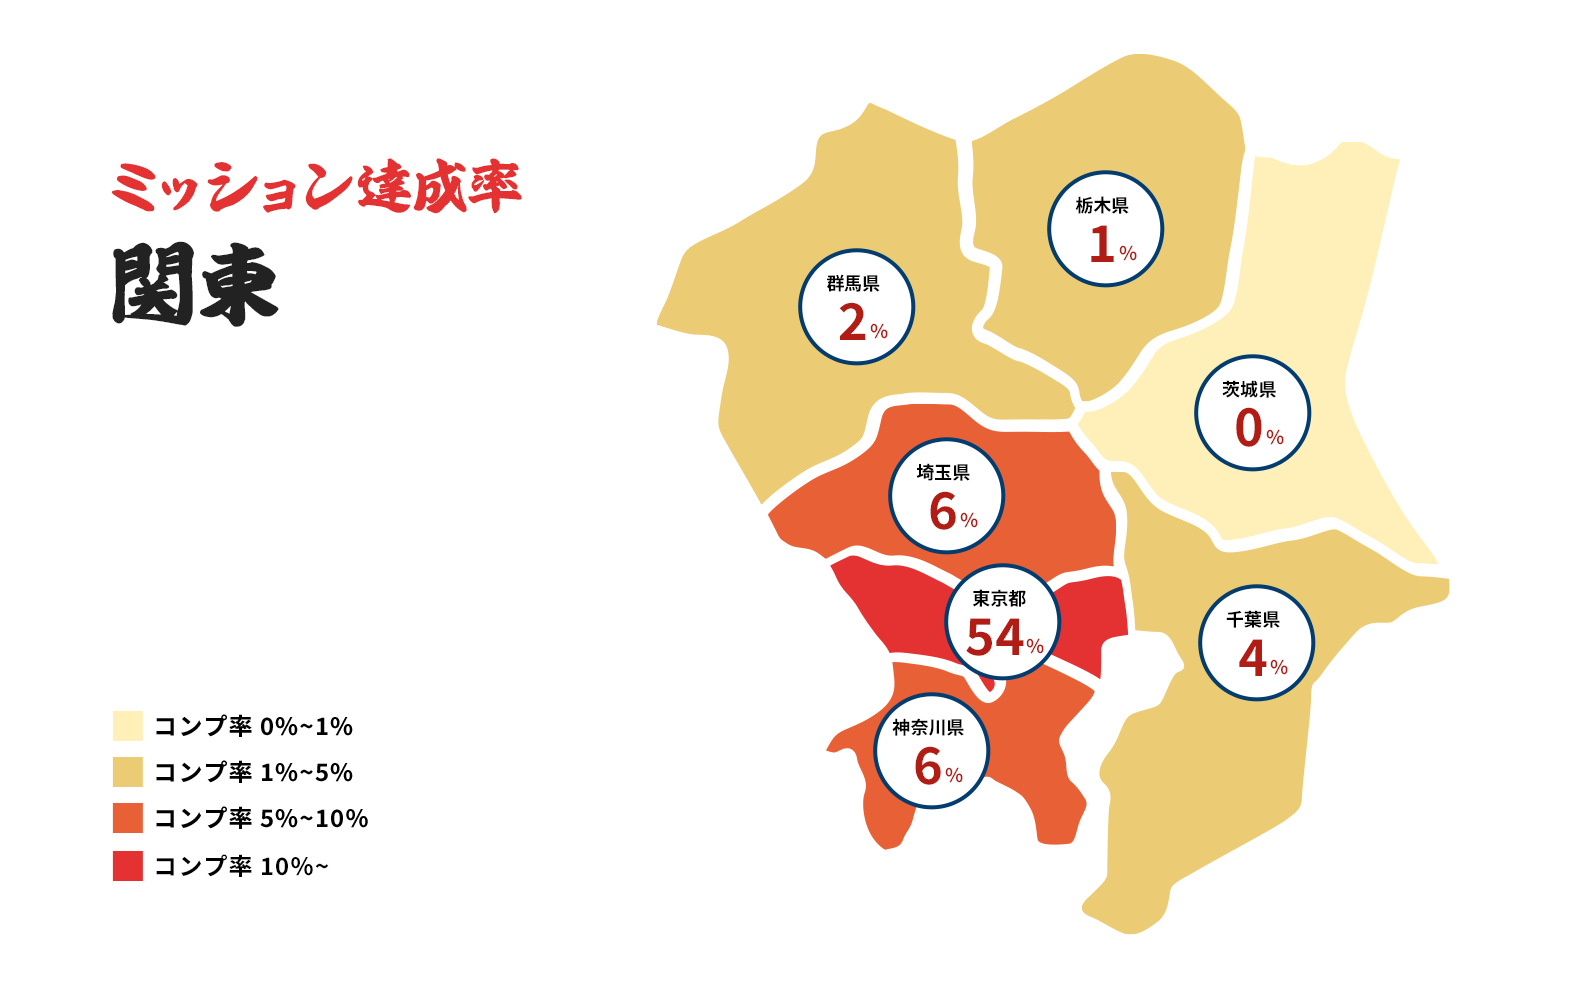 ミッション達成率
関東
栃木県
1%
群馬県
2%
茨城県
0%
埼玉県
6%
東京都
54%
千葉県
4%
神奈川県
6%
コンプ率 0%~1%
コンプ率 1%~5%
コンプ率 5%~10%
コンプ率 10%~